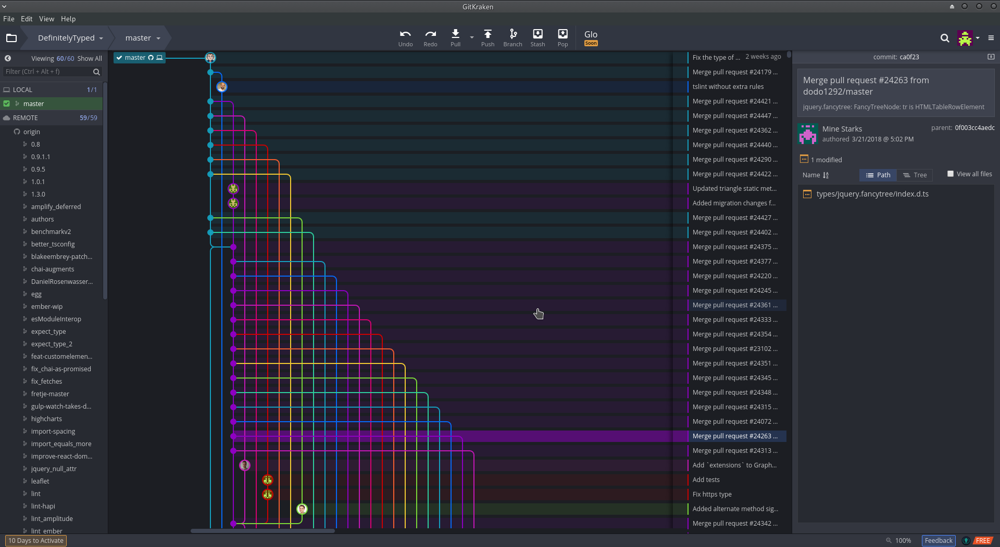 GitKraken
File Edit View Help
DefinitelyTyped master
Undo Redo Pull Push Branch Stash Pop
Glo
Soon
Viewing 60/60 Show All
Filter (Ctrl + Alt + f)
LOCAL 1/1
master
REMOTE 59/59
origin
0.8
0.9.1.1
0.9.5
1.0.1
1.3.0
amplify_deferred
authors
benchmarkv2
better_tsconfig
blakeembrey-patch...
chai-augments
DanielRosenwasser...
egg
ember-wip
esModuleInterop
expect_type
expect_type_2
feat-customelemen...
fix_chai-as-promised
fix_fetches
fretje-master
gulp-watch-takes-d...
highcharts
import-spacing
import_equals_more
improve-react-dom...
jquery_null_attr
leaflet
lint
lint-hapi
lint_amplitude
lint_ember
master
Fix the type of ... 2 weeks ago
Merge pull request #24179 ...
tslint without extra rules
Merge pull request #24421 ...
Merge pull request #24447 ...
Merge pull request #24362 ...
Merge pull request #24440 ...
Merge pull request #24290 ...
Merge pull request #24422 ...
Updated triangle static met...
Added migration changes f...
Merge pull request #24427 ...
Merge pull request #24402 ...
Merge pull request #24375 ...
Merge pull request #24377 ...
Merge pull request #24220 ...
Merge pull request #24245 ...
Merge pull request #24361 ...
Merge pull request #24333 ...
Merge pull request #24354 ...
Merge pull request #23102 ...
Merge pull request #24351 ...
Merge pull request #24345 ...
Merge pull request #24348 ...
Merge pull request #24315 ...
Merge pull request #24072 ...
Merge pull request #24263 ...
Merge pull request #24313 ...
Add `extensions` to Graph...
Add tests
Fix https type
Added alternate method sig...
Merge pull request #24342 ...
commit: ca0f23
Merge pull request #24263 from
dodo1292/master
jquery.fancytree: FancyTreeNode: tr is HTMLTableRowElement
Mine Starks
authored 3/21/2018 @ 5:02 PM
parent: 0f003cc4aedc
1 modified
Name Path Tree View all files
types/jquery.fancytree/index.d.ts
10 Days to Activate
100% Feedback FREE